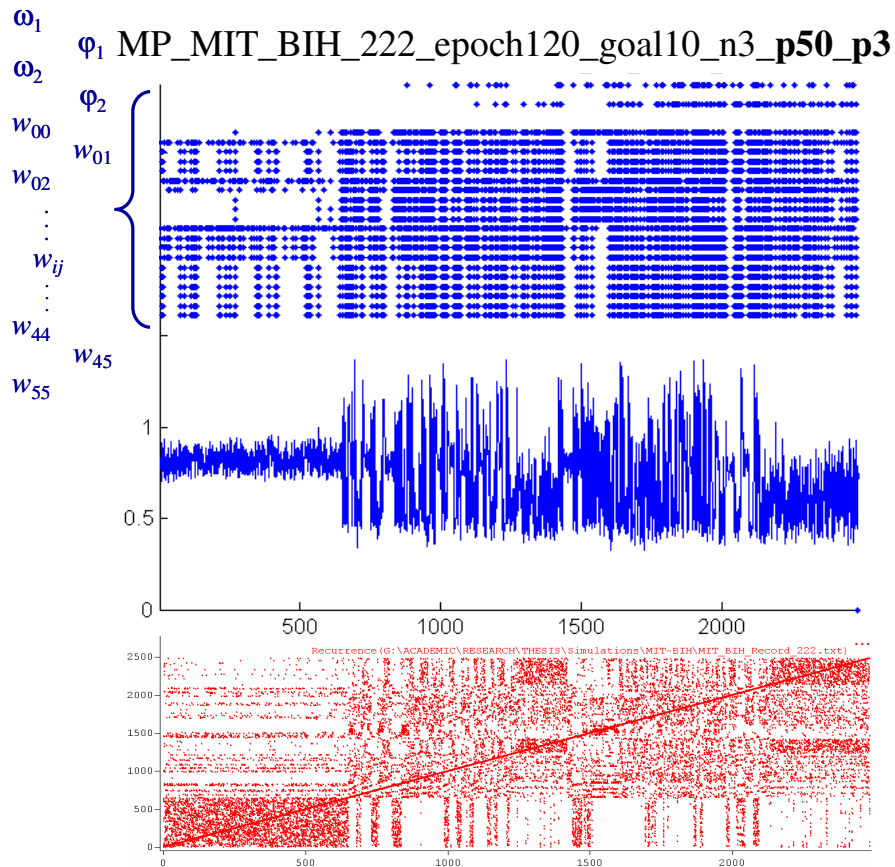 ω1
φ1 MP_MIT_BIH_222_epoch120_goal10_n3_p50_p3
ω2
φ2
w00
w01
w02
wij
w44
w45
w55
1
0.5
0
500 1000 1500 2000
Recurrence(G:\ACADEMIC\RESEARCH\THESIS\Simulations\MIT-BIH\MIT_BIH_Record_222.txt)
2500
2000
1500
1000
500
0
0 500 1000 1500 2000